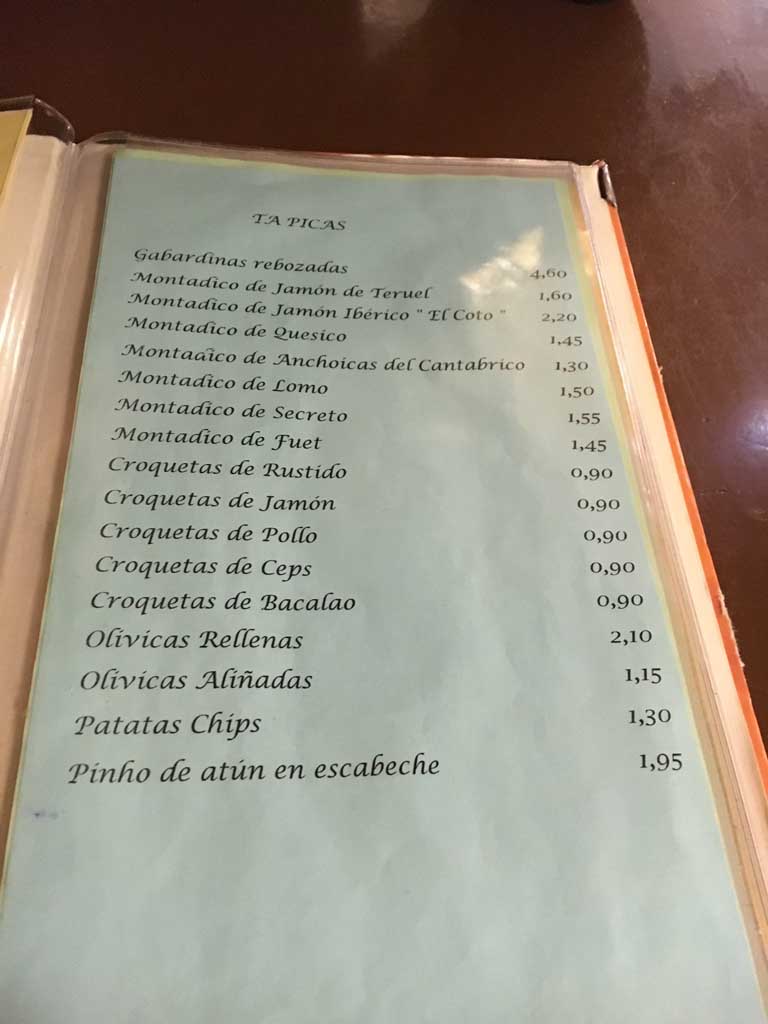 TA PICAS
Gabardinas rebozadas 4,60
Montadico de Jamón de Teruel 1,60
Montadico de Jamón Ibérico " El Coto " 2,20
Montadico de Quesico 1,45
Montadico de Anchoicas del Cantabrico 1,30
Montadico de Lomo 1,50
Montadico de Secreto 1,55
Montadico de Fuet 1,45
Croquetas de Rustido 0,90
Croquetas de Jamón 0,90
Croquetas de Pollo 0,90
Croquetas de Ceps 0,90
Croquetas de Bacalao 0,90
Olivicas Rellenas 2,10
Olivicas Aliñadas 1,15
Patatas Chips 1,30
Pinho de atún en escabeche 1,95